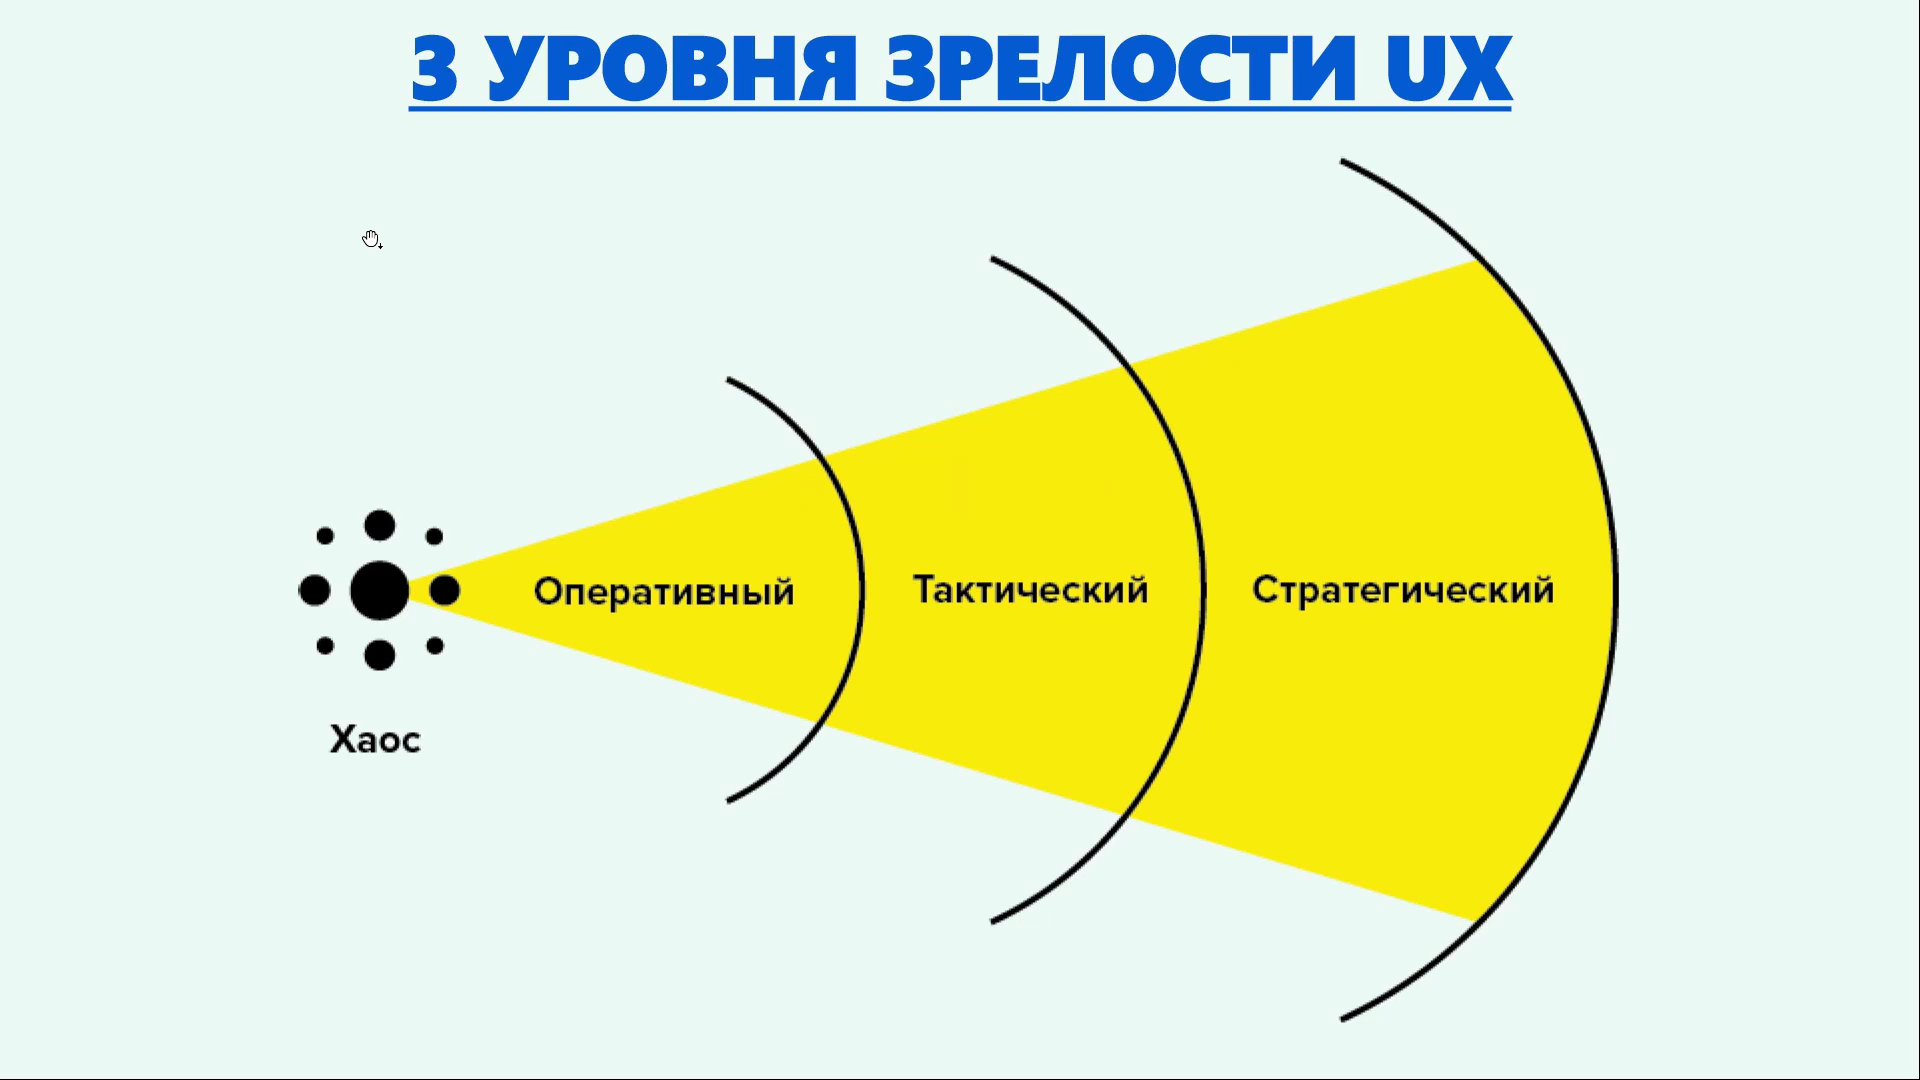 3 УРОВНЯ ЗРЕЛОСТИ UX
Оперативный
Тактический
Стратегический
Хаос